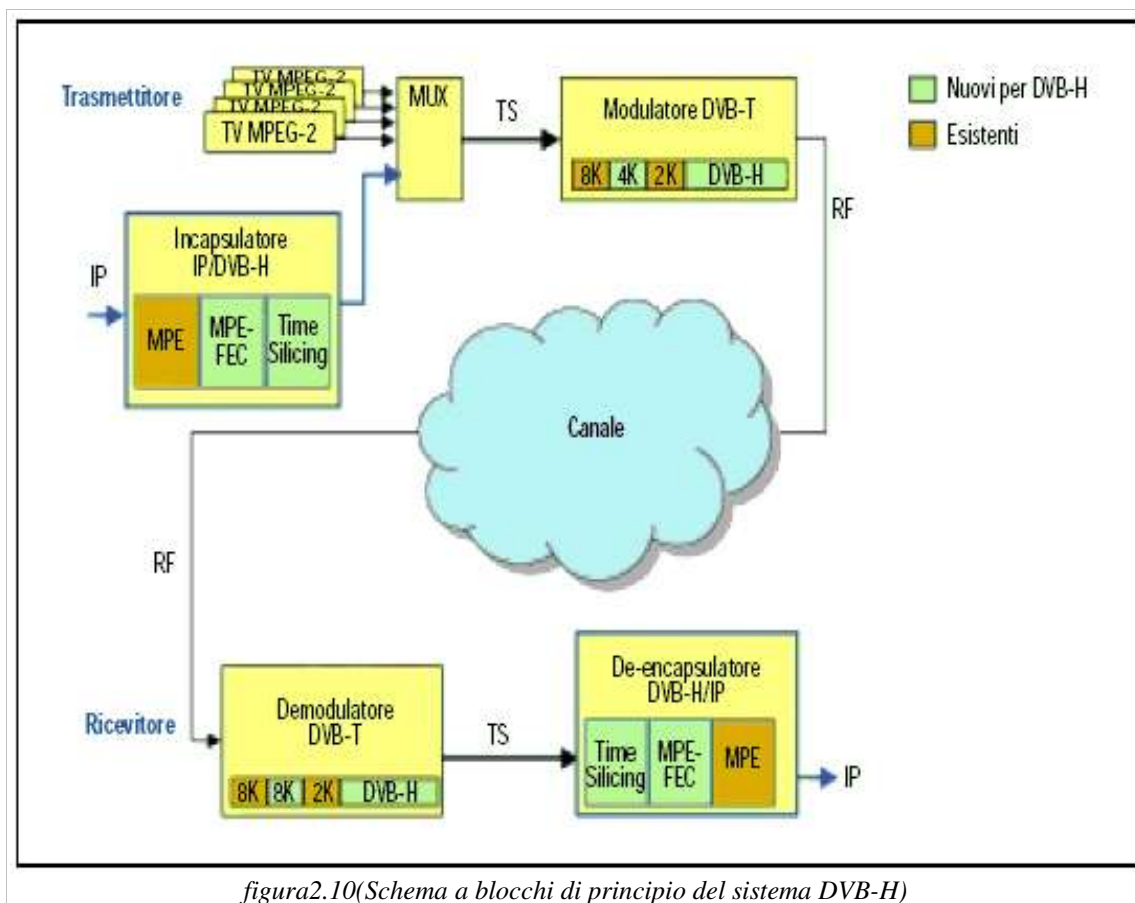 Trasmettitore
TV MPEG-2
TV MPEG-2
TV MPEG-2
TV MPEG-2
MUX
TS
Modulatore DVB-T
8K 4K 2K DVB-H
Nuovi per DVB-H
Esistenti
RF
IP
Incapsulatore
IP/DVB-H
MPE
MPE-
FEC
Time
Silicing
Canale
RF
Ricevitore
Demodulatore
DVB-T
8K 8K 2K DVB-H
TS
De-encapsulatore
DVB-H/IP
Time
Silicing
MPE-
FEC
MPE
IP
figura2.10(Schema a blocchi di principio del sistema DVB-H)